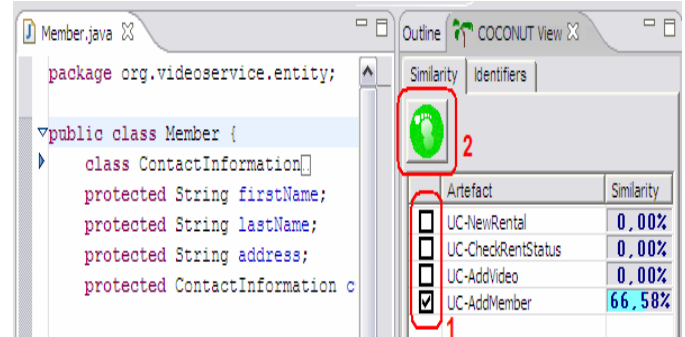 Member.java
package org.videoservice.entity;
public class Member {
class ContactInformation
protected String firstName;
protected String lastName;
protected String address;
protected ContactInformation c
Outline COCONUT View
Similarity Identifiers
2
Artefact Similarity
UC-NewRental 0,00%
UC-CheckRentStatus 0,00%
UC-AddVideo 0,00%
UC-AddMember 66,58%
1